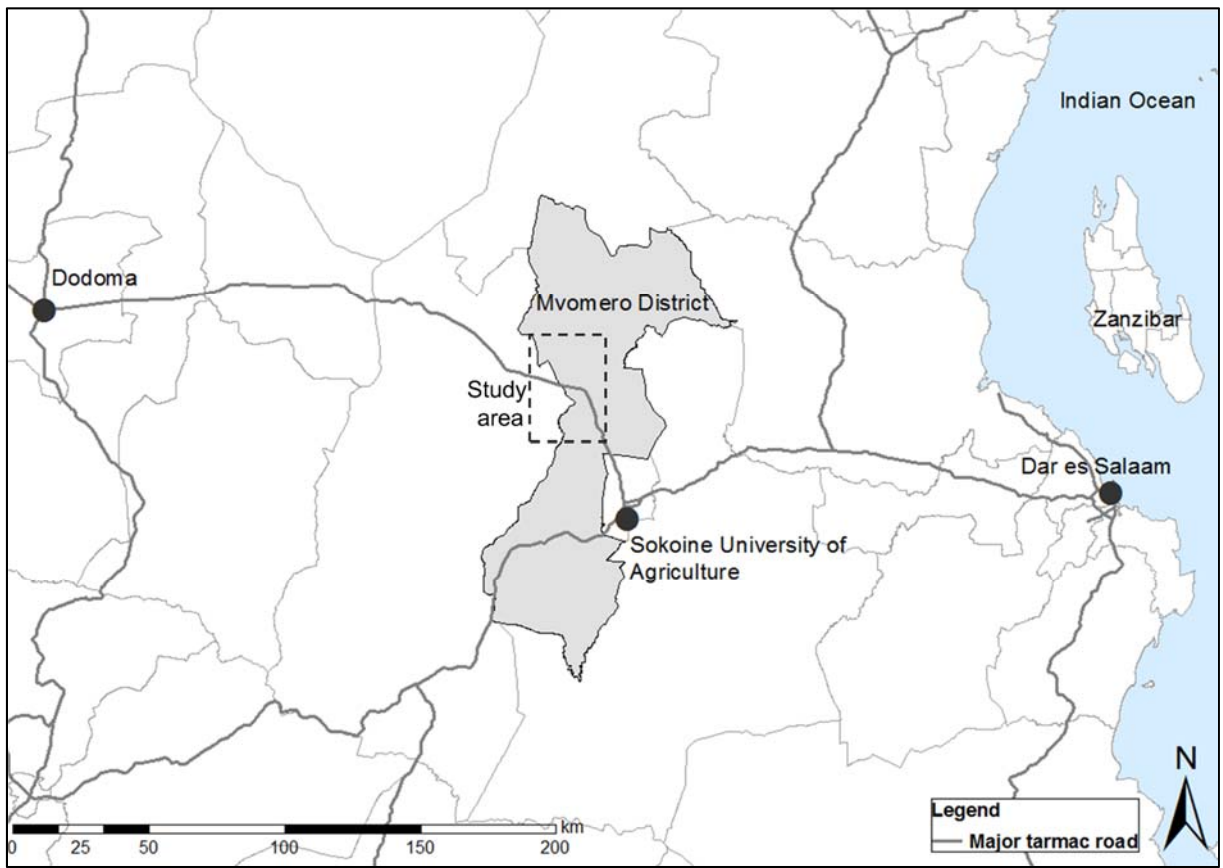 Indian Ocean
Dodoma
Mvomero District
Zanzibar
Study
area
Dar es Salaam
Sokoine University of
Agriculture
N
Legend
Major tarmac road
km
0 25 50 100 150 200